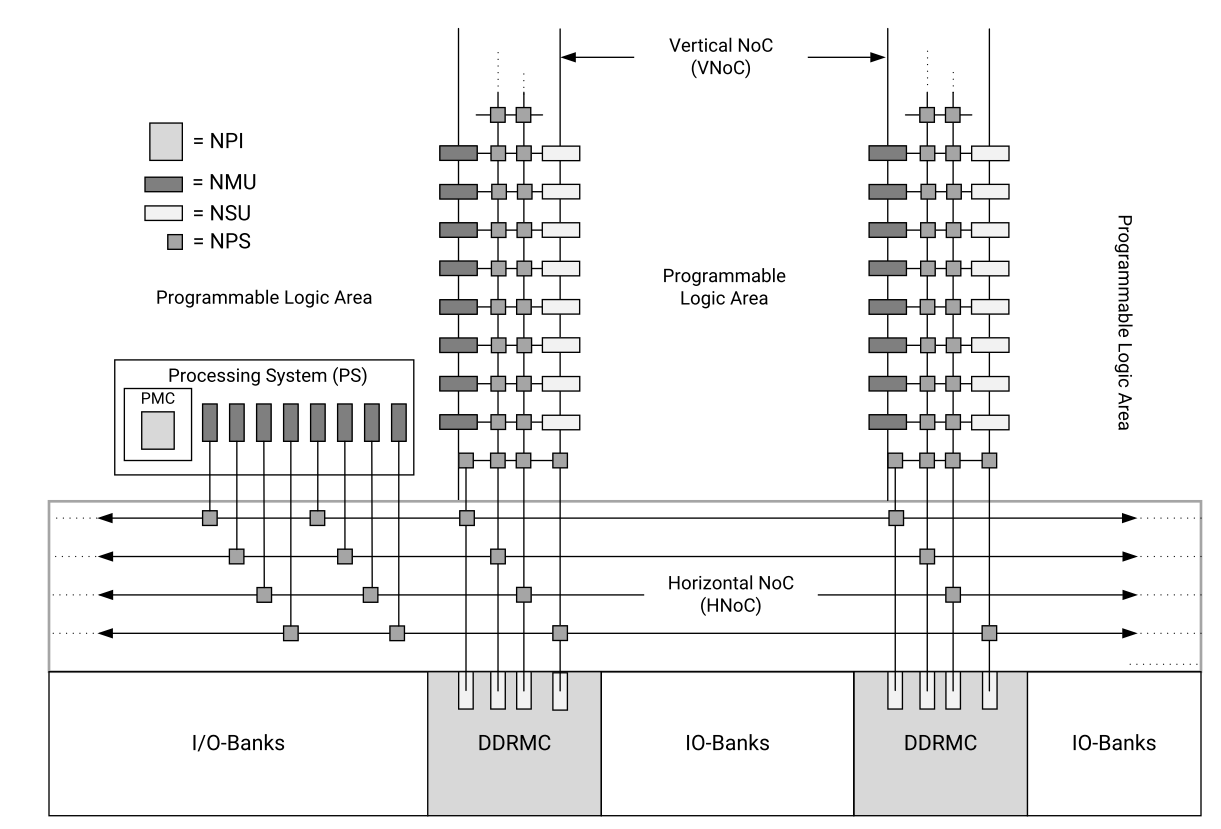 Vertical NoC
(VNoC)
= NPI
= NMU
= NSU
= NPS
Programmable Logic Area
Programmable
Logic Area
Programmable Logic Area
Processing System (PS)
PMC
Horizontal NoC
(HNoC)
I/O-Banks
DDRMC
IO-Banks
DDRMC
IO-Banks